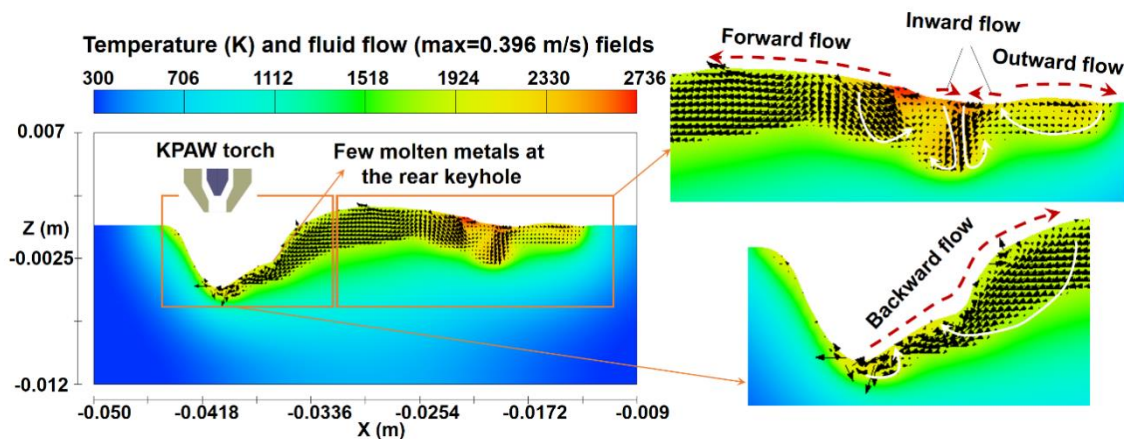 Temperature (K) and fluid flow (max=0.396 m/s) fields
300 706 1112 1518 1924 2330 2736
0.007
Z (m)
-0.0025
-0.012
-0.050 -0.0418 -0.0336 -0.0254 -0.0172 -0.009
X (m)
KPAW torch
Few molten metals at
the rear keyhole
Forward flow
Inward flow
Outward flow
Backward flow